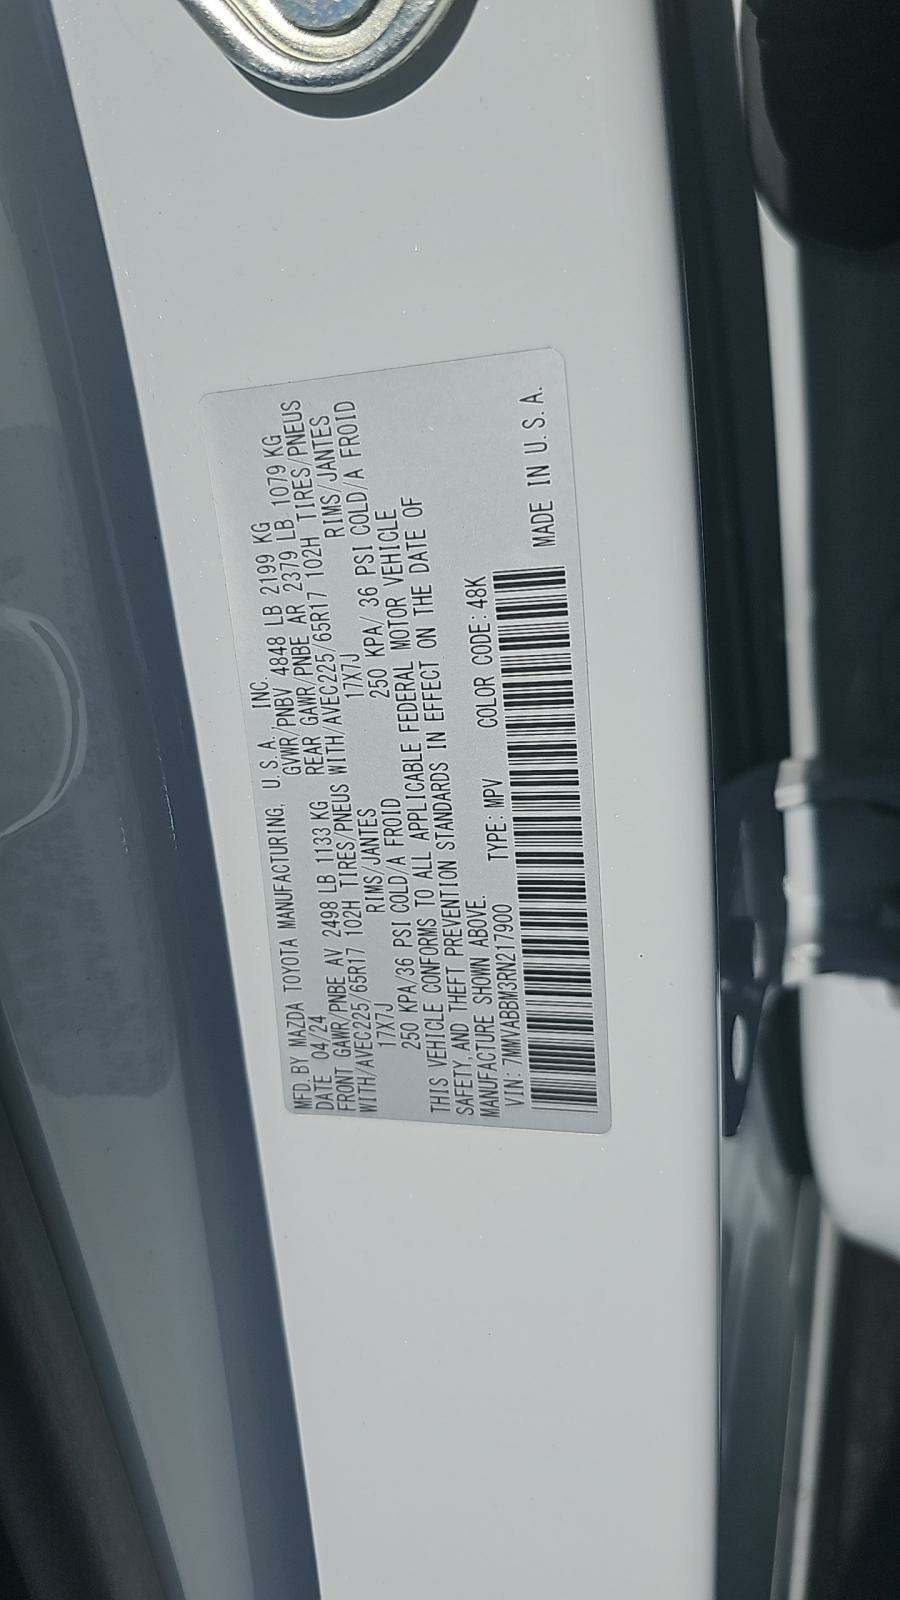 MFD. BY MAZDA TOYOTA MANUFACTURING, U. S. A. INC.
DATE 04/24 GVWR/PNBV 4848 LB 2199 KG
FRONT GAWR/PNBE AV 2498 LB 1133 KG REAR GAWR/PNBE AR 2379 LB 1079 KG
WITH/AVEC225/65R17 102H TIRES/PNEUS WITH/AVEC225/65R17 102H TIRES/PNEUS
17X7J RIMS/JANTES 17X7J RIMS/JANTES
250 KPA/36 PSI COLD/A FROID 250 KPA/ 36 PSI COLD/A FROID
THIS VEHICLE CONFORMS TO ALL APPLICABLE FEDERAL MOTOR VEHICLE
SAFETY, AND THEFT PREVENTION STANDARDS IN EFFECT ON THE DATE OF
MANUFACTURE SHOWN ABOVE.
VIN: 7MMVABBM3RN217900 TYPE: MPV COLOR CODE: 48K
MADE IN U. S. A.